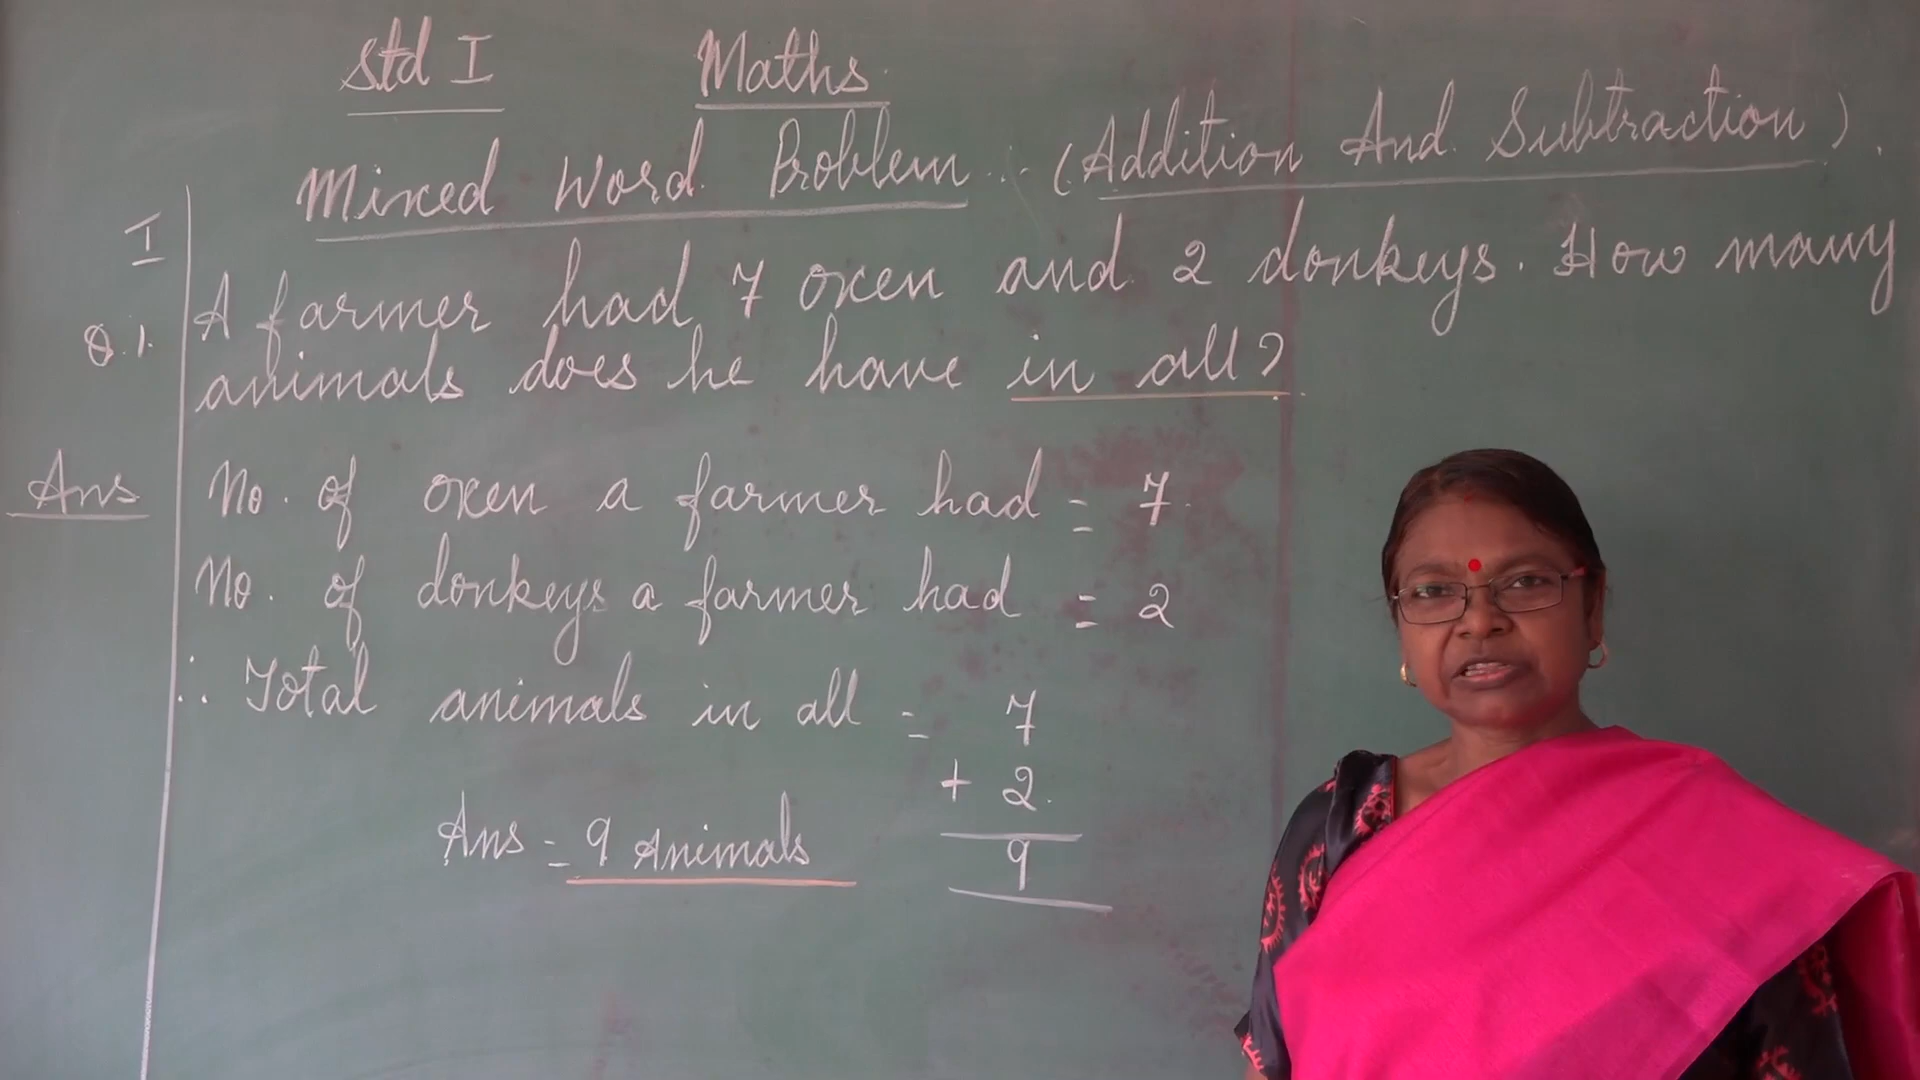 Std I Maths
Mixed Word Problem :- (Addition And Subtraction).
I
Q.1. A farmer had 7 oxen and 2 donkeys. How many
animals does he have in all?
Ans No. of oxen a farmer had = 7
No. of donkeys a farmer had = 2
∴ Total animals in all = 7
+ 2
Ans = 9 Animals 9